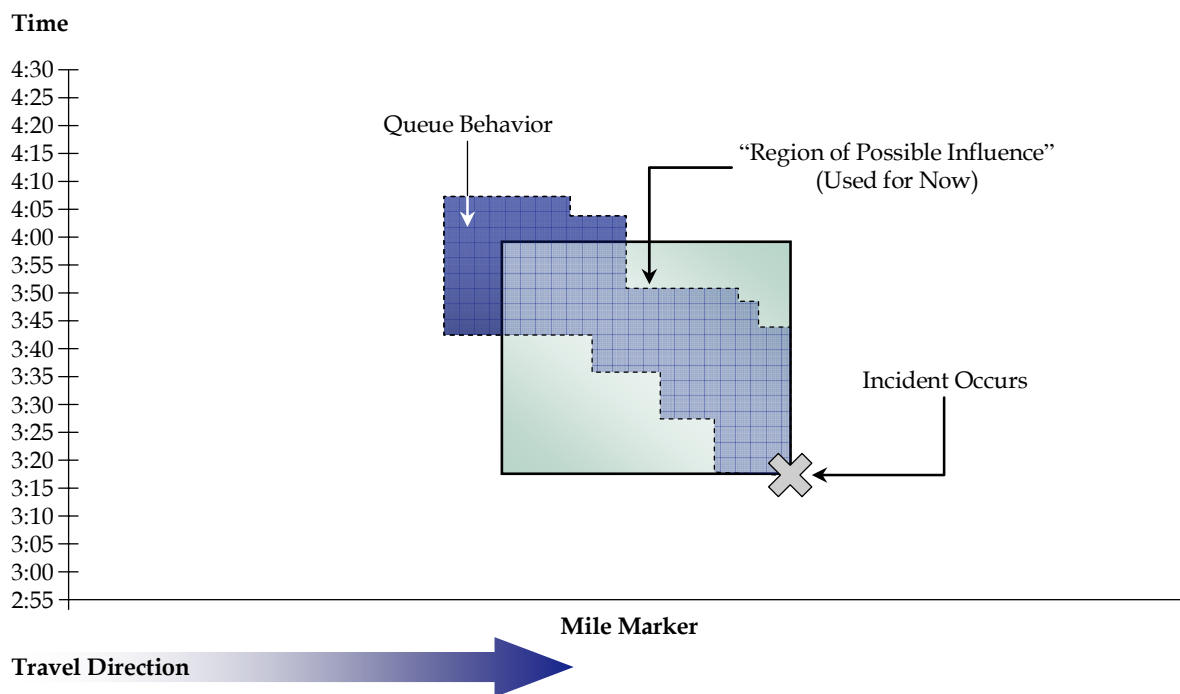 Time
4:30
4:25
4:20
4:15
4:10
4:05
4:00
3:55
3:50
3:45
3:40
3:35
3:30
3:25
3:20
3:15
3:10
3:05
3:00
2:55
Queue Behavior
“Region of Possible Influence”
(Used for Now)
Incident Occurs
Mile Marker
Travel Direction